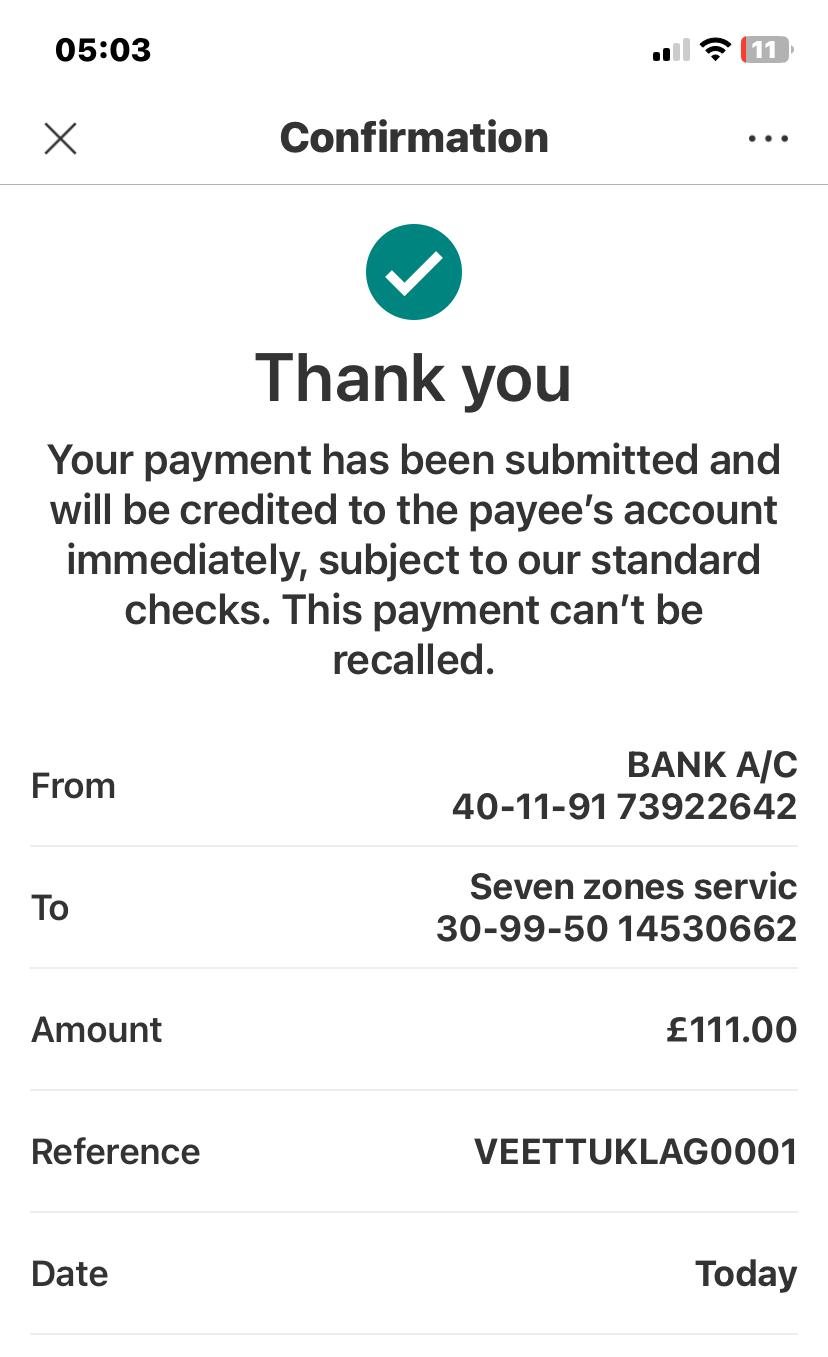 05:03
11
Confirmation
Thank you
Your payment has been submitted and
will be credited to the payee’s account
immediately, subject to our standard
checks. This payment can’t be
recalled.
From
BANK A/C
40-11-91 73922642
To
Seven zones servic
30-99-50 14530662
Amount
£111.00
Reference
VEETTUKLAG0001
Date
Today